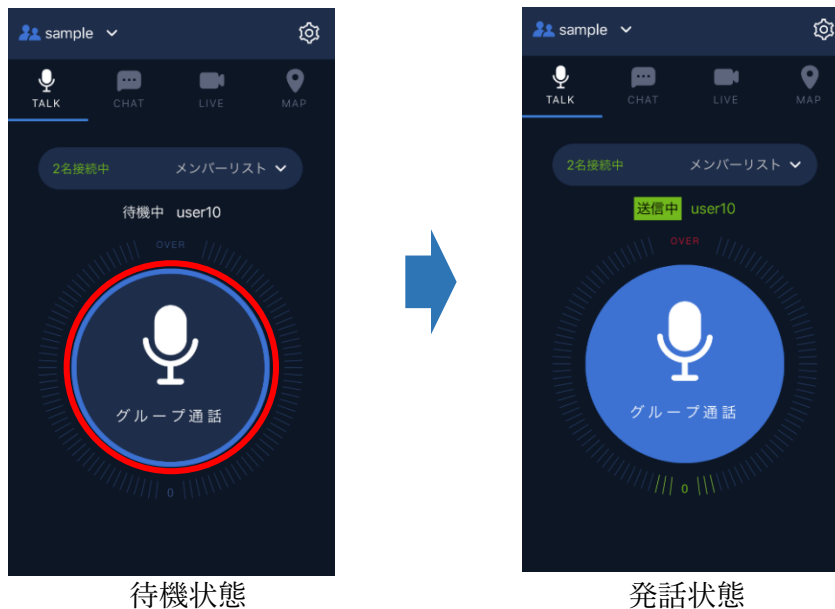 sample
TALK CHAT LIVE MAP
2名接続中 メンバーリスト
待機中 user10
OVER
グループ通話
0
待機状態
sample
TALK CHAT LIVE MAP
2名接続中 メンバーリスト
送信中 user10
OVER
グループ通話
0
発話状態